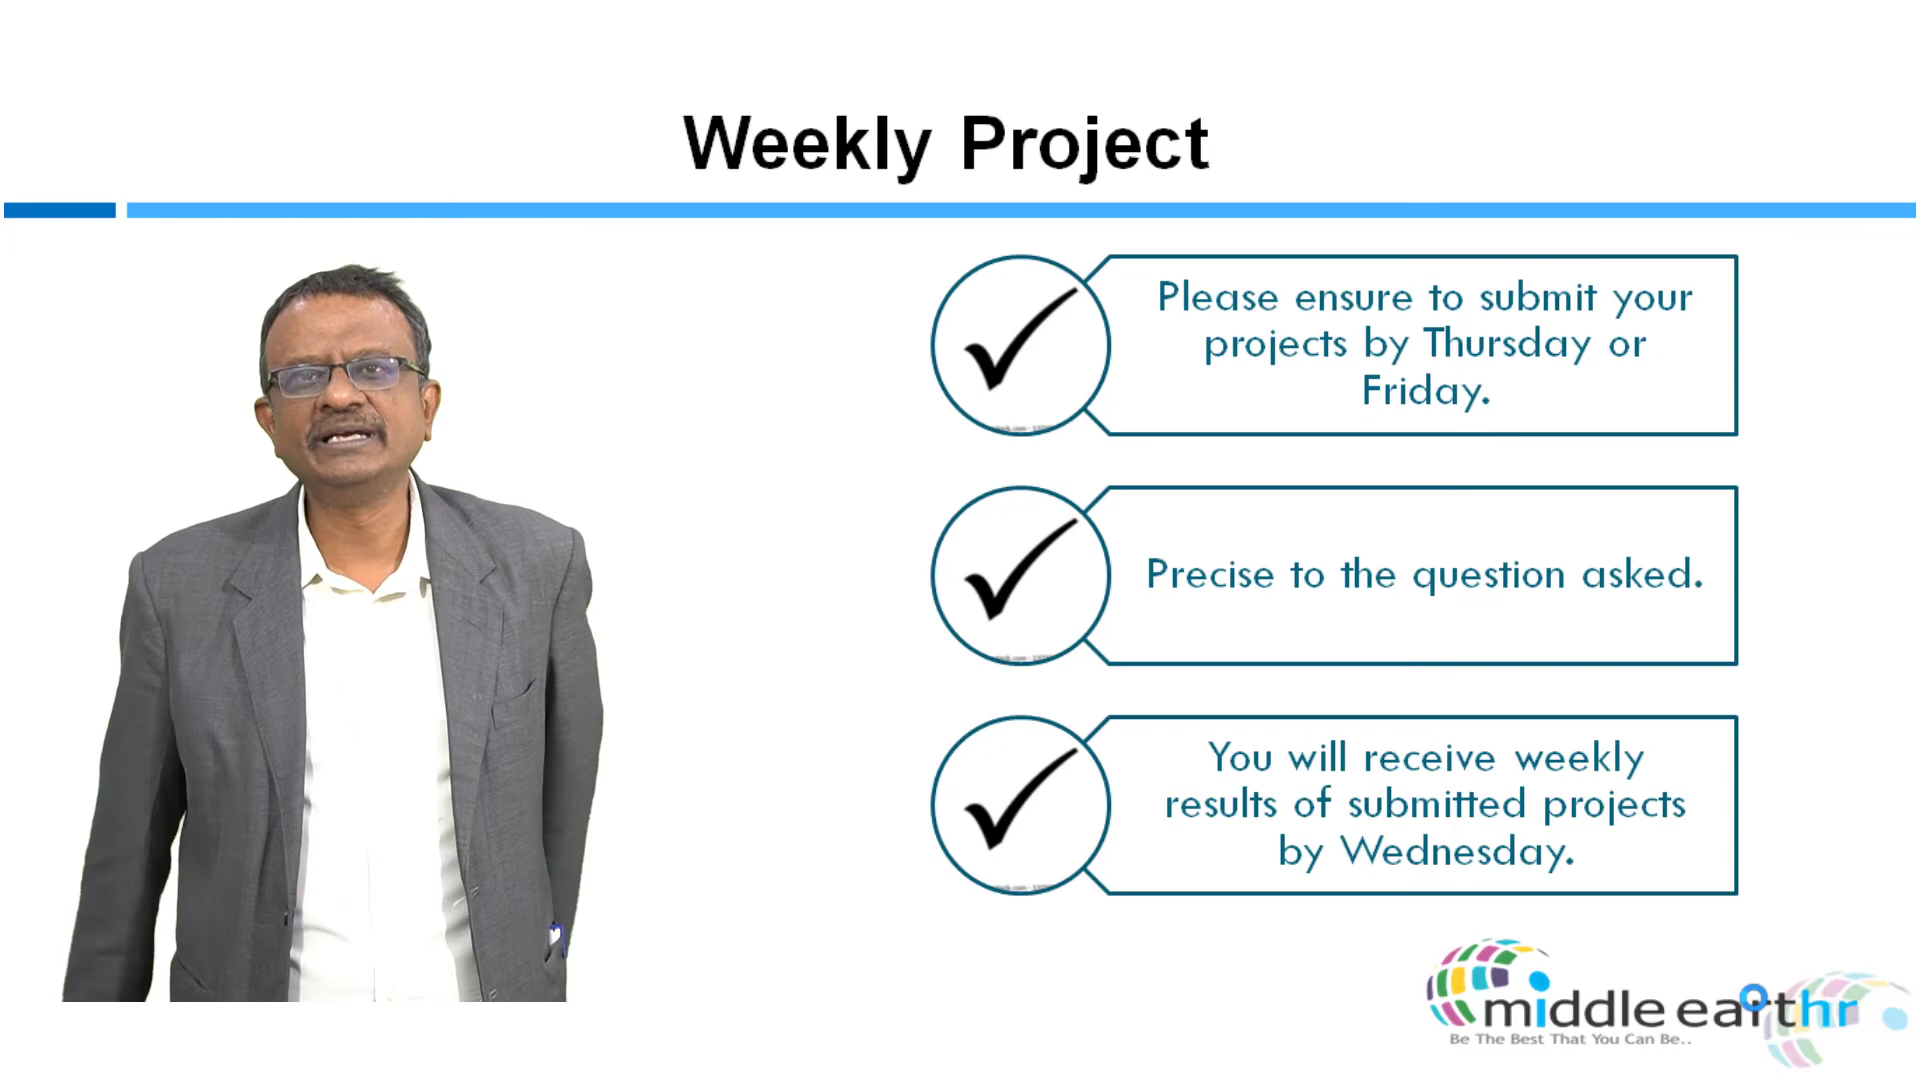 Weekly Project
Please ensure to submit your
projects by Thursday or
Friday.
Precise to the question asked.
You will receive weekly
results of submitted projects
by Wednesday.
middle earthr
Be The Best That You Can Be..